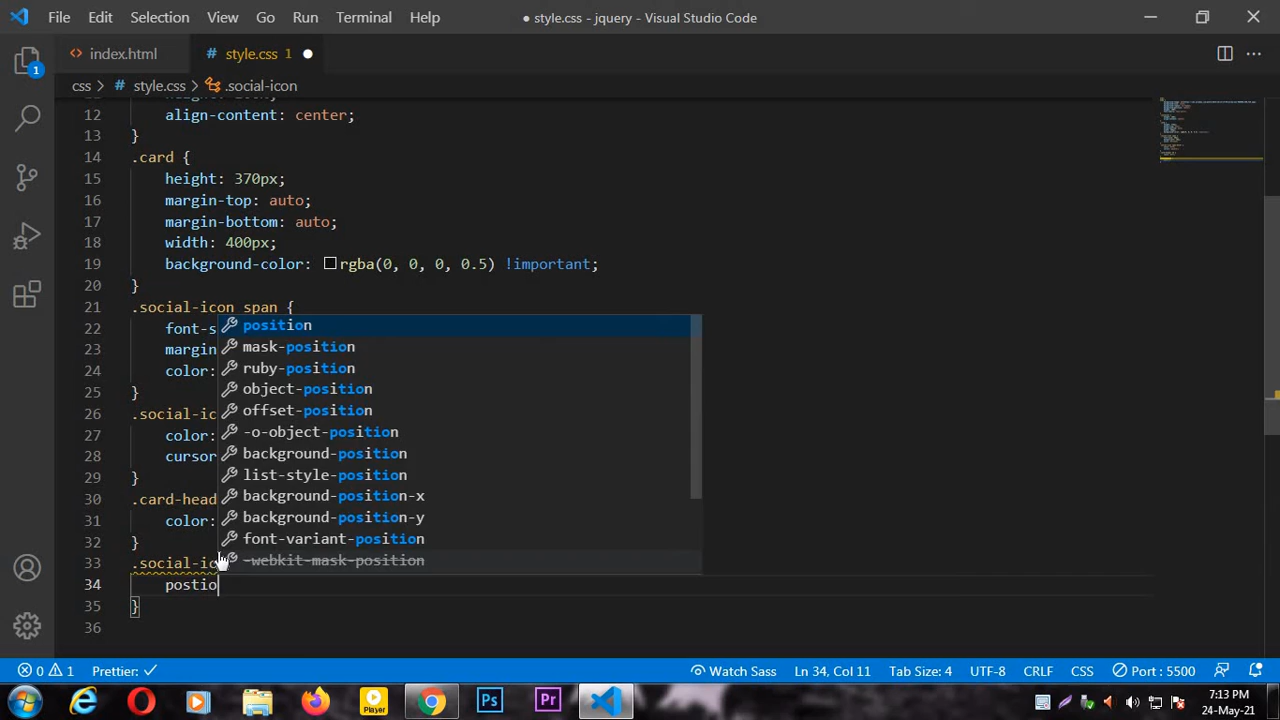 File Edit Selection View Go Run Terminal Help
● style.css - jquery - Visual Studio Code
<> index.html # style.css 1 ●
css > # style.css > .social-icon
12 align-content: center;
13 }
14 .card {
15 height: 370px;
16 margin-top: auto;
17 margin-bottom: auto;
18 width: 400px;
19 background-color: rgba(0, 0, 0, 0.5) !important;
20 }
21 .social-icon span {
22 font-s
23 margin
24 color:
25 }
26 .social-ic
27 color:
28 cursor
29 }
30 .card-head
31 color:
32 }
33 .social-ic
34 postio
35 }
36
position
mask-position
ruby-position
object-position
offset-position
-o-object-position
background-position
list-style-position
background-position-x
background-position-y
font-variant-position
-webkit-mask-position
1
0 1 Prettier: ✓ Watch Sass Ln 34, Col 11 Tab Size: 4 UTF-8 CRLF CSS Port : 5500
Player Ps Pr
7:13 PM
24-May-21